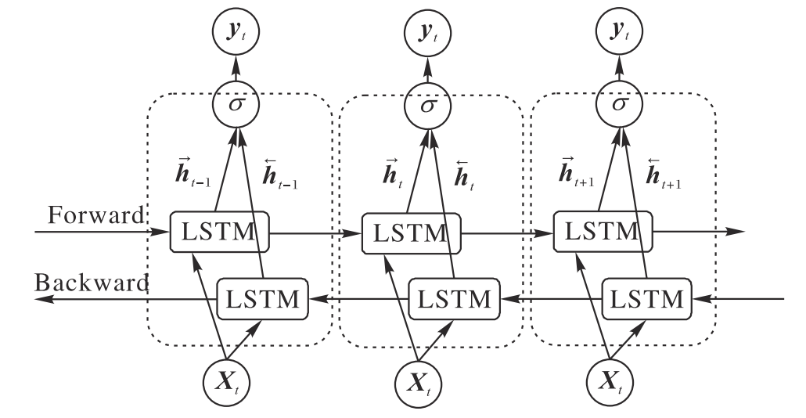 y_t y_t y_t
σ σ σ
→h_{t-1} ←h_{t-1} →h_t ←h_t →h_{t+1} ←h_{t+1}
Forward LSTM LSTM LSTM
Backward LSTM LSTM LSTM
X_t X_t X_t